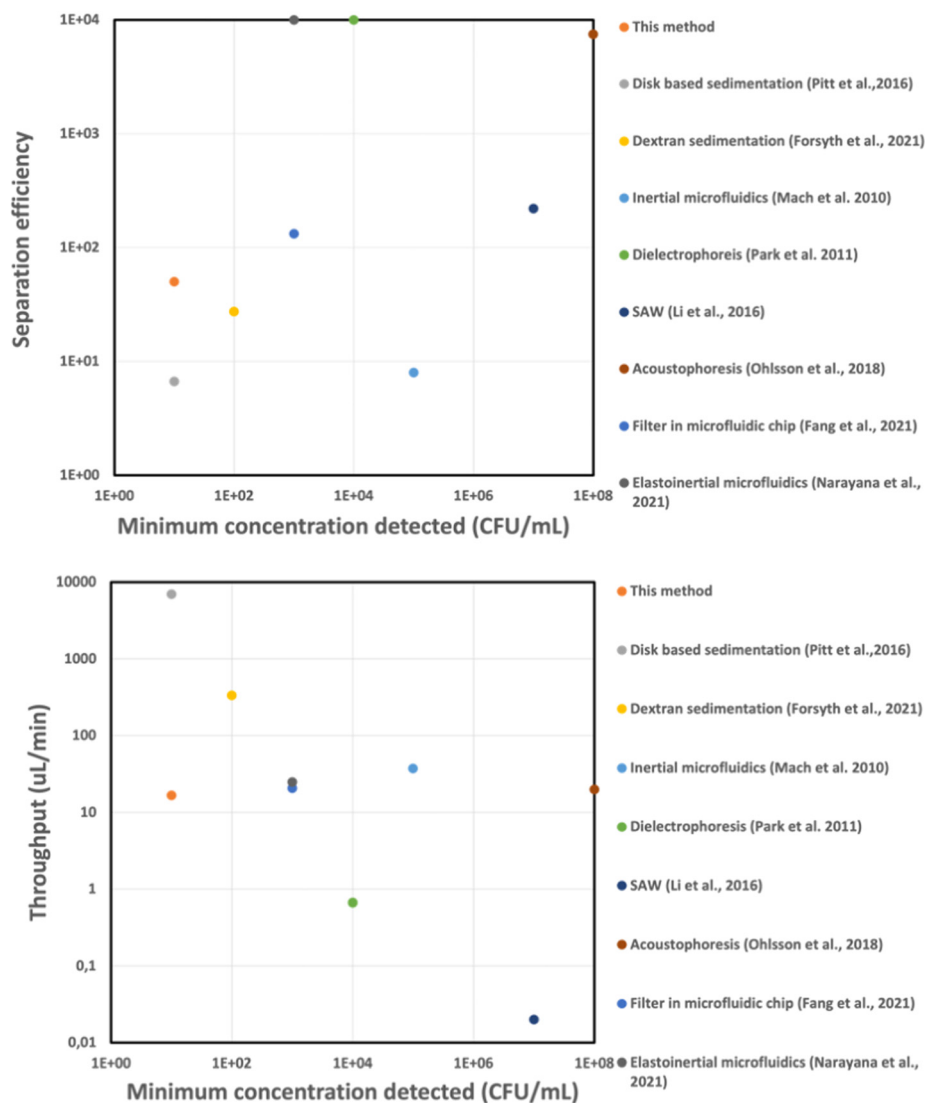 1E+04
1E+03
1E+02
1E+01
1E+00
Separation efficiency
1E+00 1E+02 1E+04 1E+06 1E+08
Minimum concentration detected (CFU/mL)
This method
Disk based sedimentation (Pitt et al.,2016)
Dextran sedimentation (Forsyth et al., 2021)
Inertial microfluidics (Mach et al. 2010)
Dielectrophoreis (Park et al. 2011)
SAW (Li et al., 2016)
Acoustophoresis (Ohlsson et al., 2018)
Filter in microfluidic chip (Fang et al., 2021)
Elastoinertial microfluidics (Narayana et al.,
2021)
10000
1000
100
10
1
0,1
0,01
Throughput (uL/min)
1E+00 1E+02 1E+04 1E+06 1E+08
Minimum concentration detected (CFU/mL)
This method
Disk based sedimentation (Pitt et al.,2016)
Dextran sedimentation (Forsyth et al., 2021)
Inertial microfluidics (Mach et al. 2010)
Dielectrophoresis (Park et al. 2011)
SAW (Li et al., 2016)
Acoustophoresis (Ohlsson et al., 2018)
Filter in microfluidic chip (Fang et al., 2021)
Elastoinertial microfluidics (Narayana et al.,
2021)